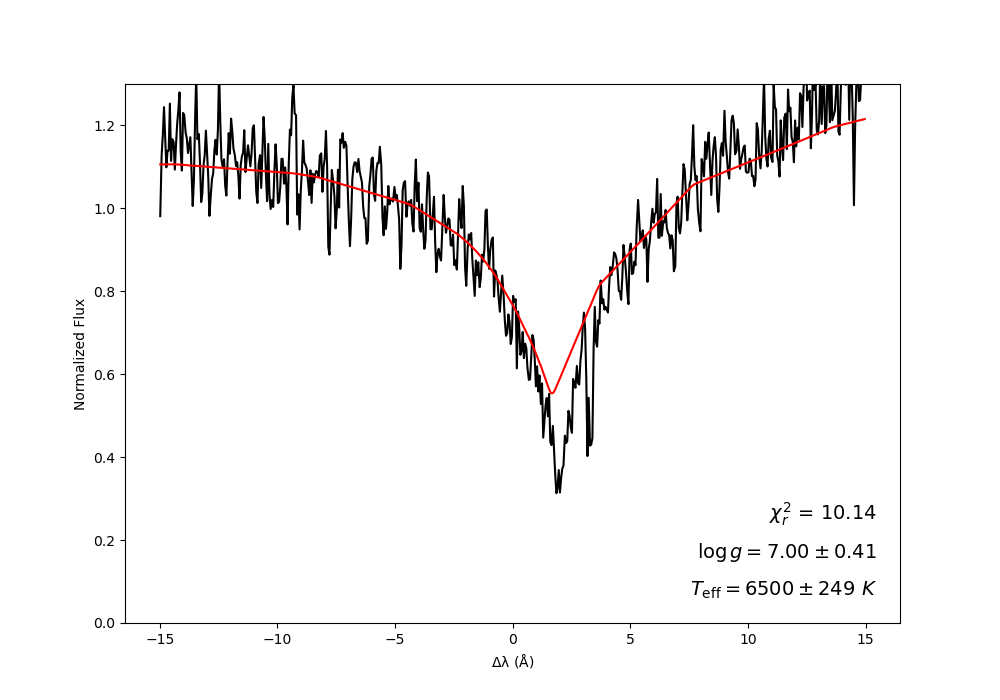 1.2
1.0
0.8
0.6
0.4
0.2
0.0
Normalized Flux
χ²ᵣ = 10.14
log g = 7.00 ± 0.41
T_eff = 6500 ± 249 K
−15 −10 −5 0 5 10 15
Δλ (Å)